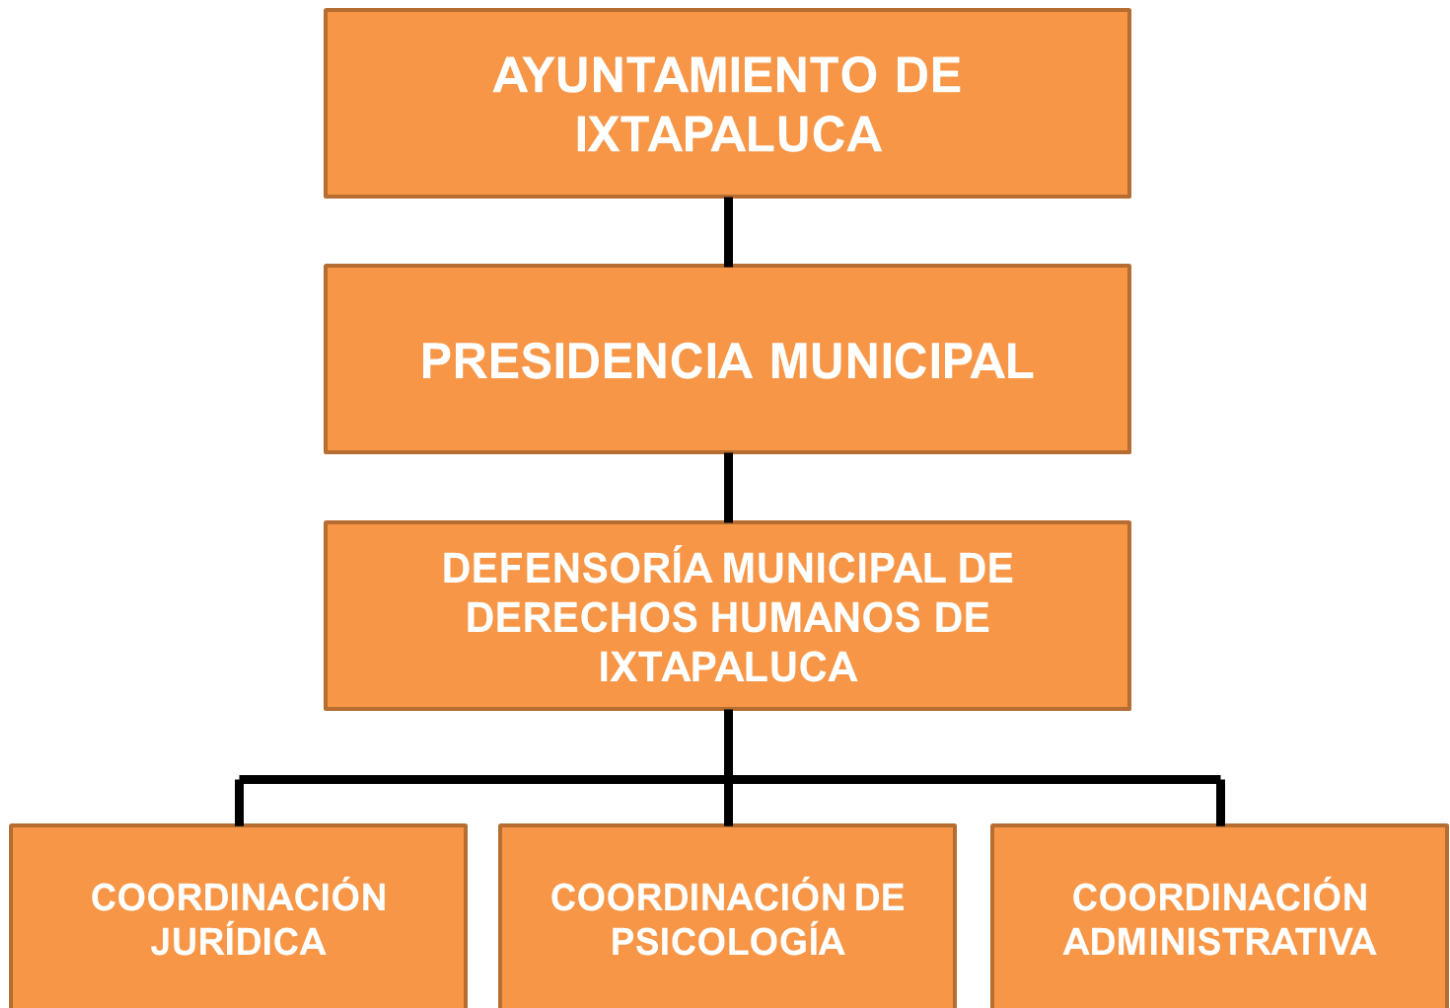 AYUNTAMIENTO DE
IXTAPALUCA
PRESIDENCIA MUNICIPAL
DEFENSORÍA MUNICIPAL DE
DERECHOS HUMANOS DE
IXTAPALUCA
COORDINACIÓN
JURÍDICA
COORDINACIÓN DE
PSICOLOGÍA
COORDINACIÓN
ADMINISTRATIVA